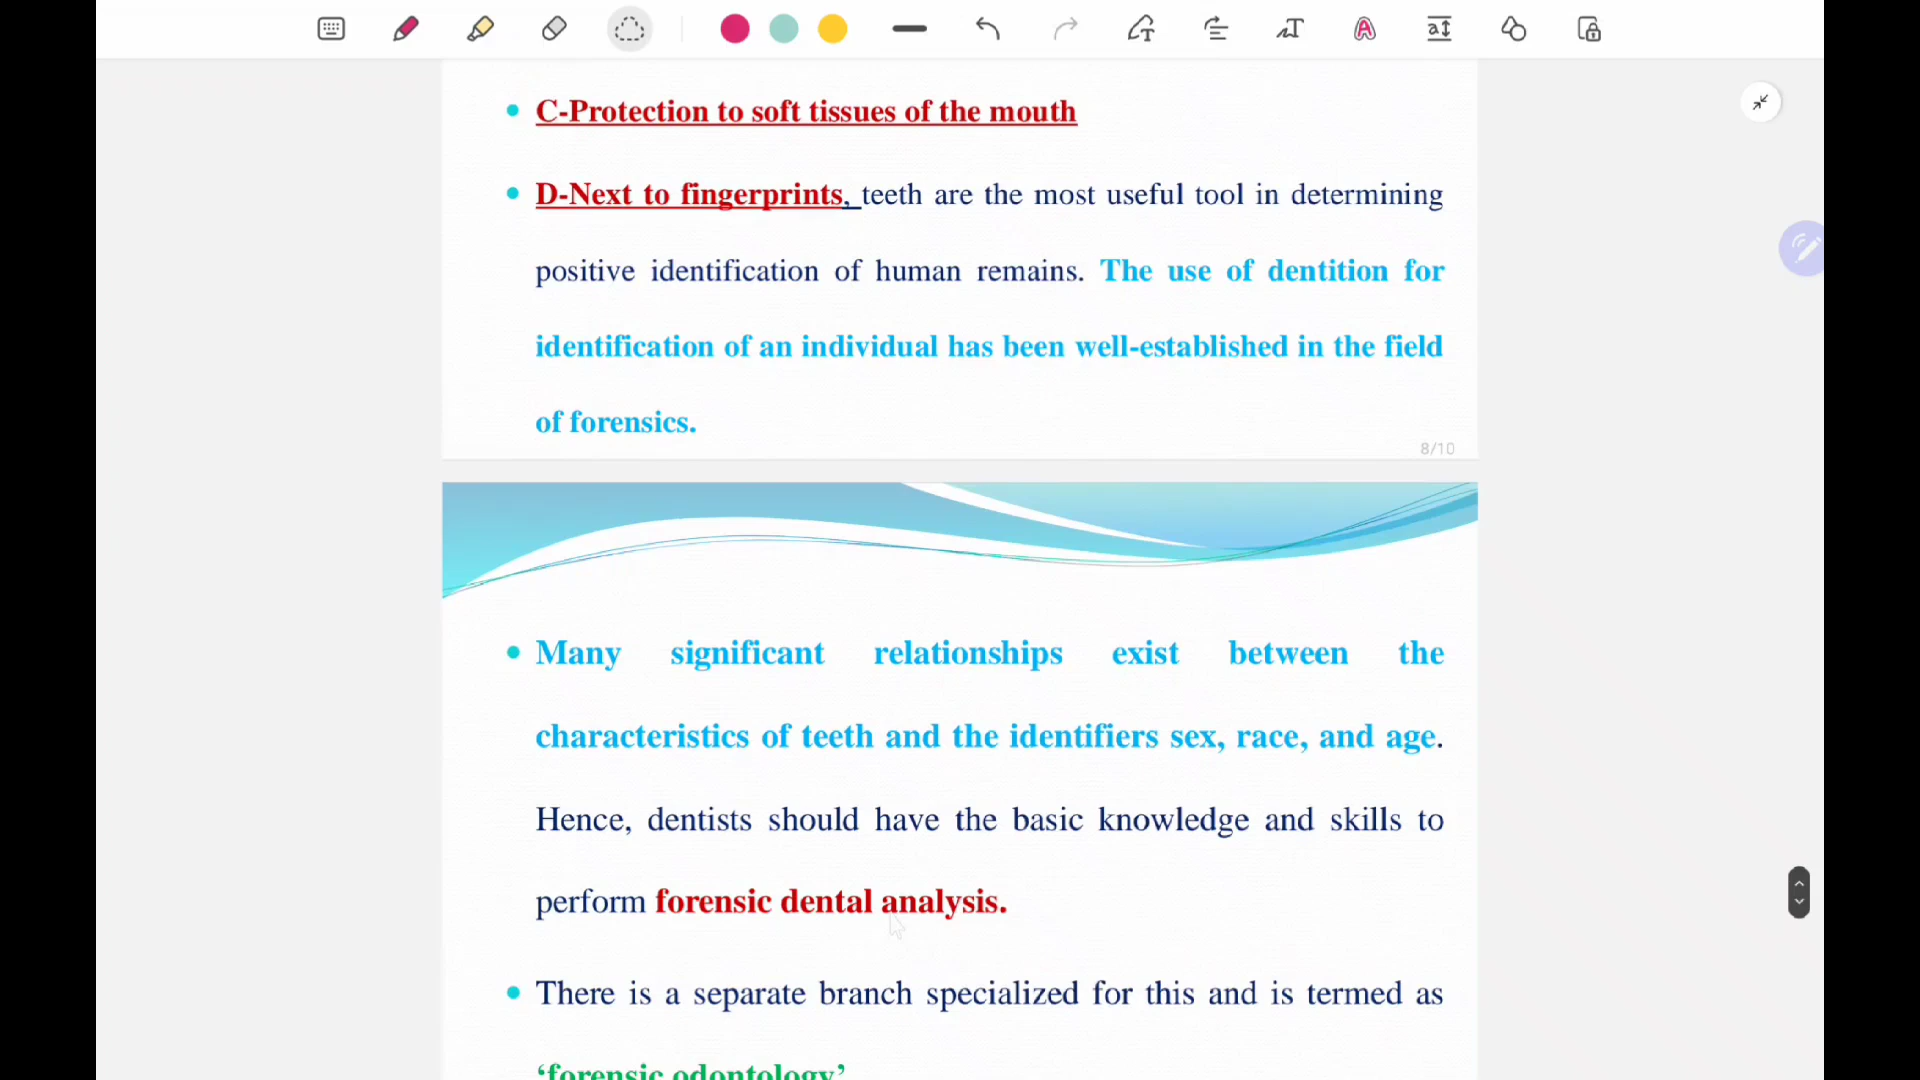 C-Protection to soft tissues of the mouth
D-Next to fingerprints, teeth are the most useful tool in determining
positive identification of human remains. The use of dentition for
identification of an individual has been well-established in the field
of forensics.
8/10
Many significant relationships exist between the
characteristics of teeth and the identifiers sex, race, and age.
Hence, dentists should have the basic knowledge and skills to
perform forensic dental analysis.
There is a separate branch specialized for this and is termed as
‘forensic odontology’